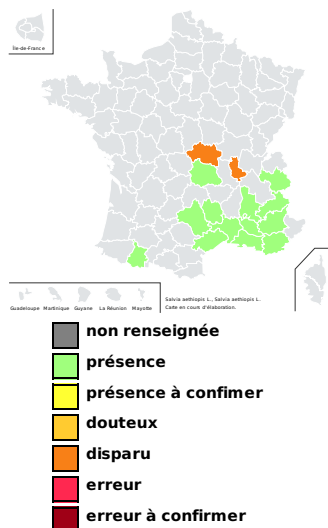 Île-de-France
Guadeloupe Martinique Guyane La Réunion Mayotte
Salvia aethiopis L., Salvia aethiopis L.
Carte en cours d'élaboration.
non renseignée
présence
présence à confimer
douteux
disparu
erreur
erreur à confirmer